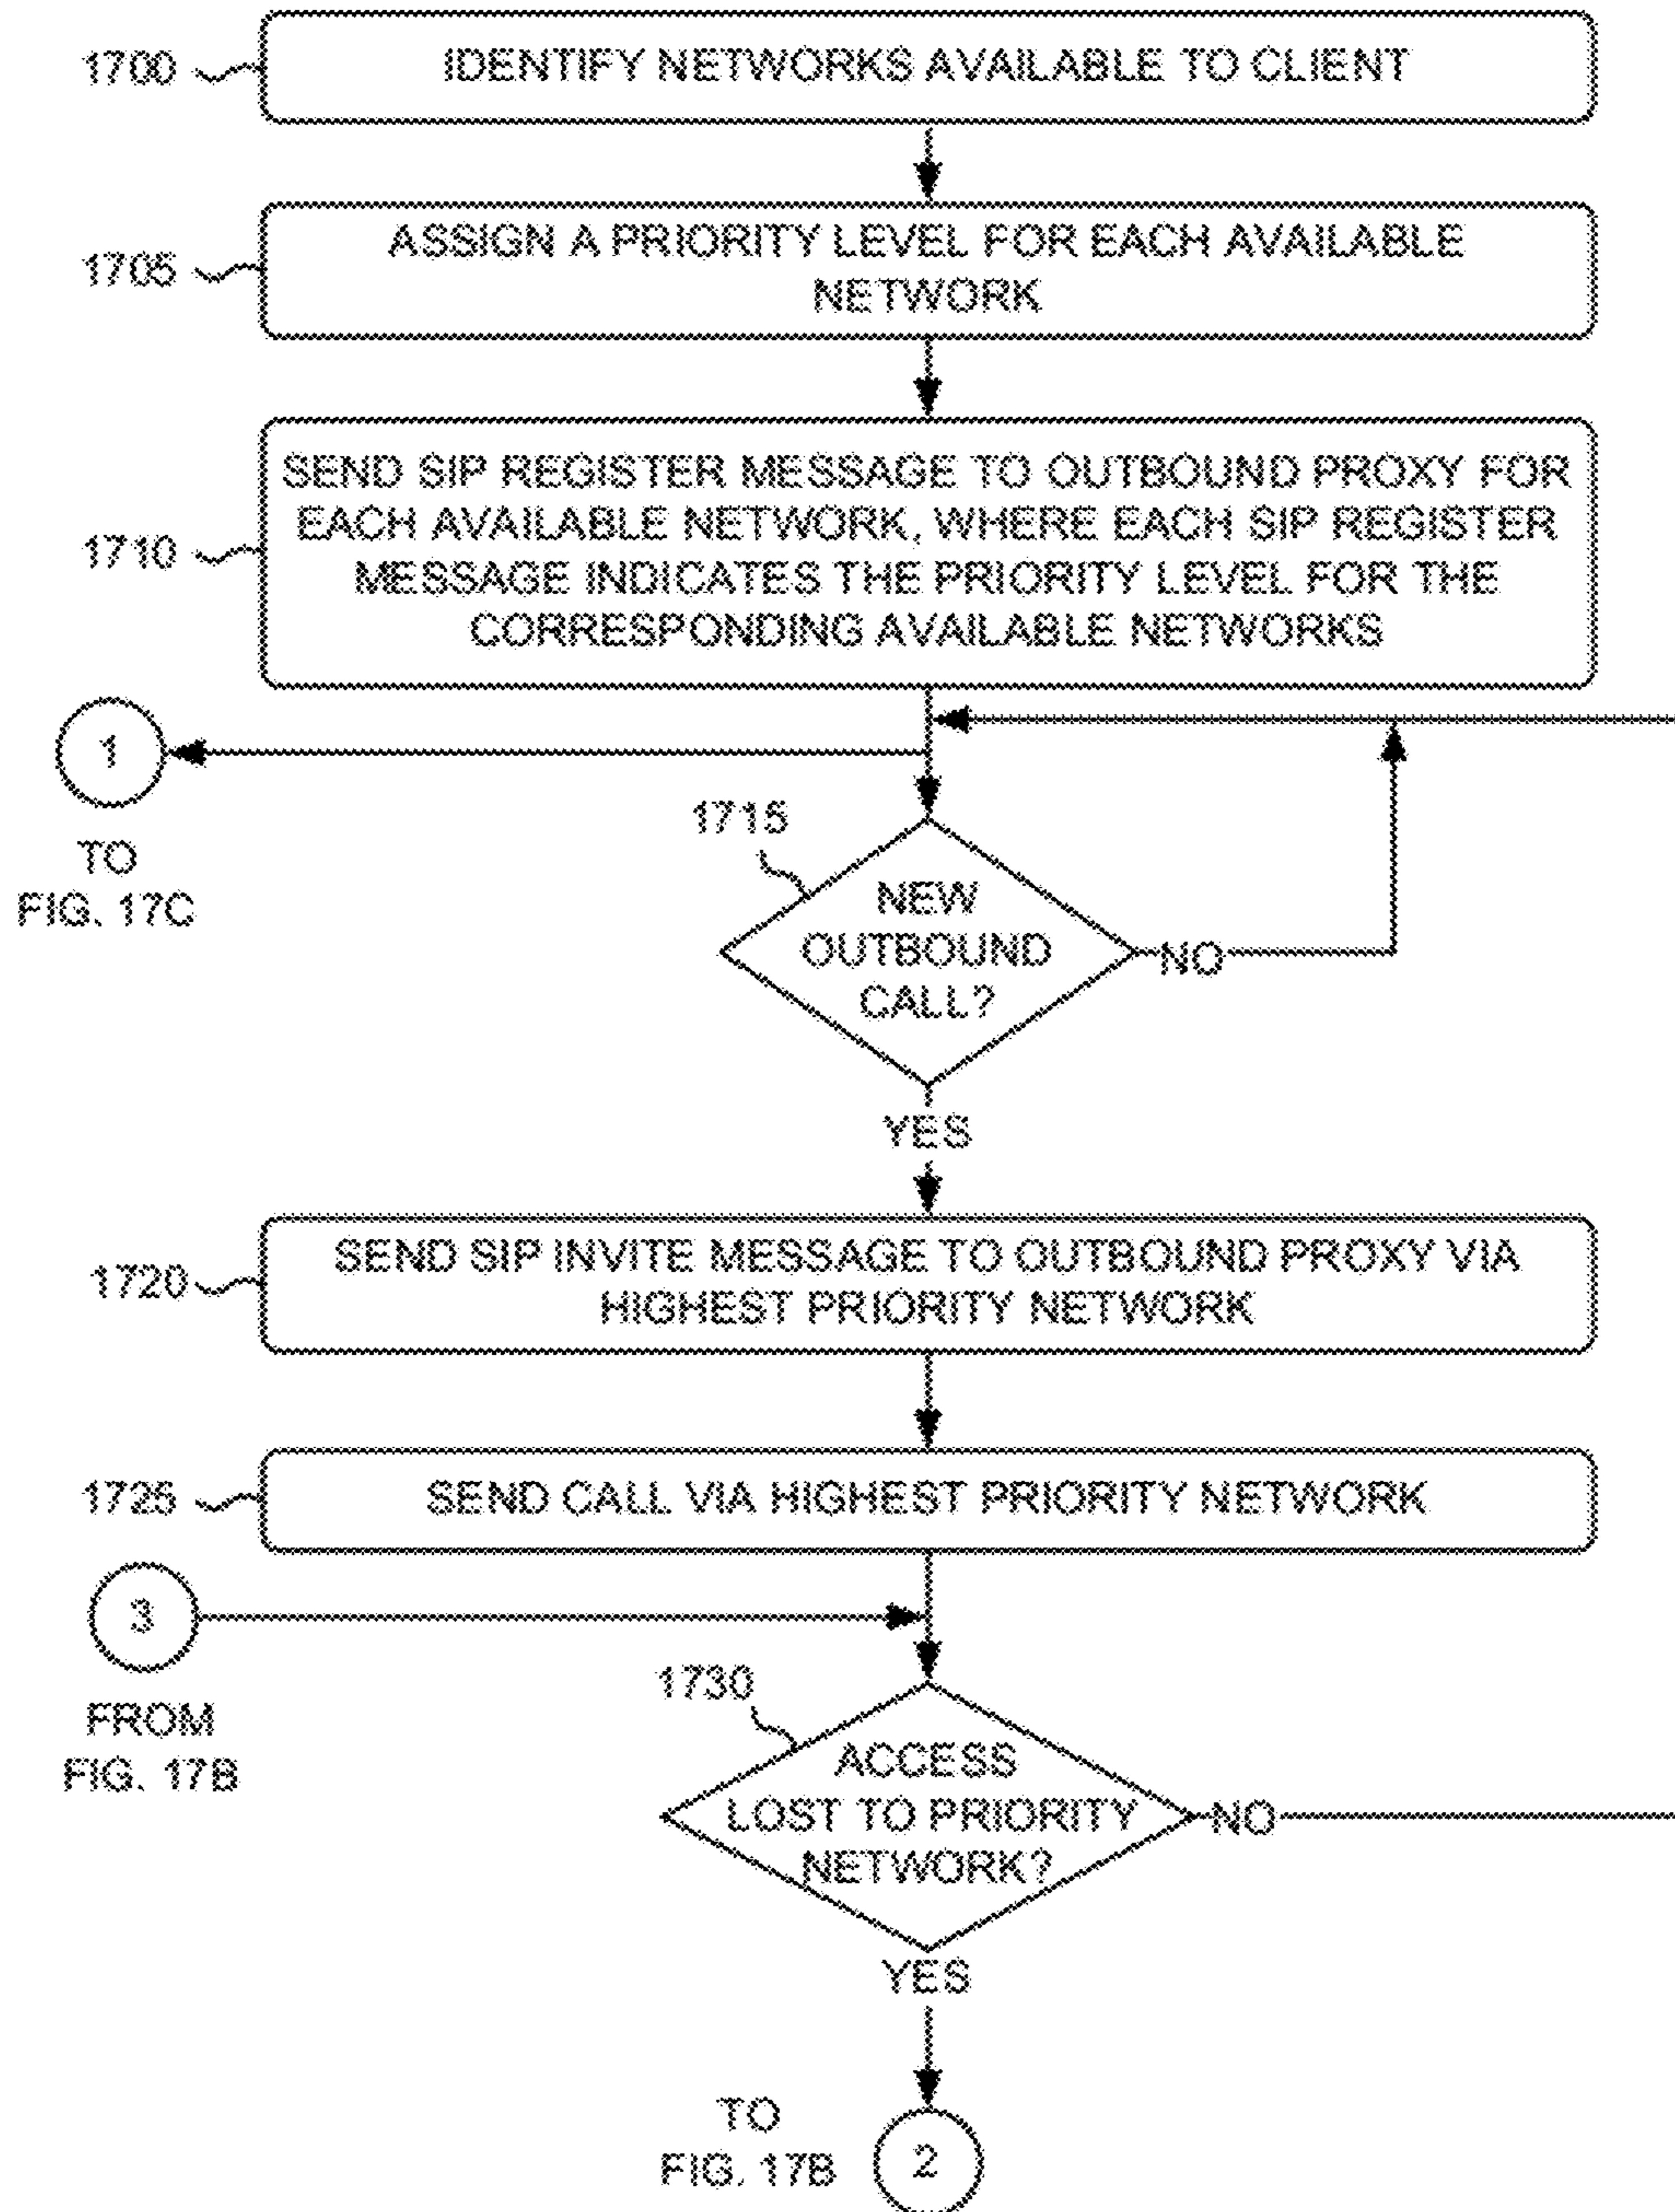 1700
IDENTIFY NETWORKS AVAILABLE TO CLIENT
1705
ASSIGN A PRIORITY LEVEL FOR EACH AVAILABLE
NETWORK
1710
SEND SIP REGISTER MESSAGE TO OUTBOUND PROXY FOR
EACH AVAILABLE NETWORK, WHERE EACH SIP REGISTER
MESSAGE INDICATES THE PRIORITY LEVEL FOR THE
CORRESPONDING AVAILABLE NETWORKS
1
TO
FIG. 17C
1715
NEW
OUTBOUND
CALL?
NO
YES
1720
SEND SIP INVITE MESSAGE TO OUTBOUND PROXY VIA
HIGHEST PRIORITY NETWORK
1725
SEND CALL VIA HIGHEST PRIORITY NETWORK
3
FROM
FIG. 17B
1730
ACCESS
LOST TO PRIORITY
NETWORK?
NO
YES
TO
FIG. 17B
2